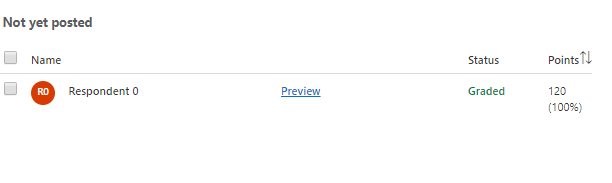 Not yet posted
Name Status Points
R0 Respondent 0 Preview Graded 120
(100%)